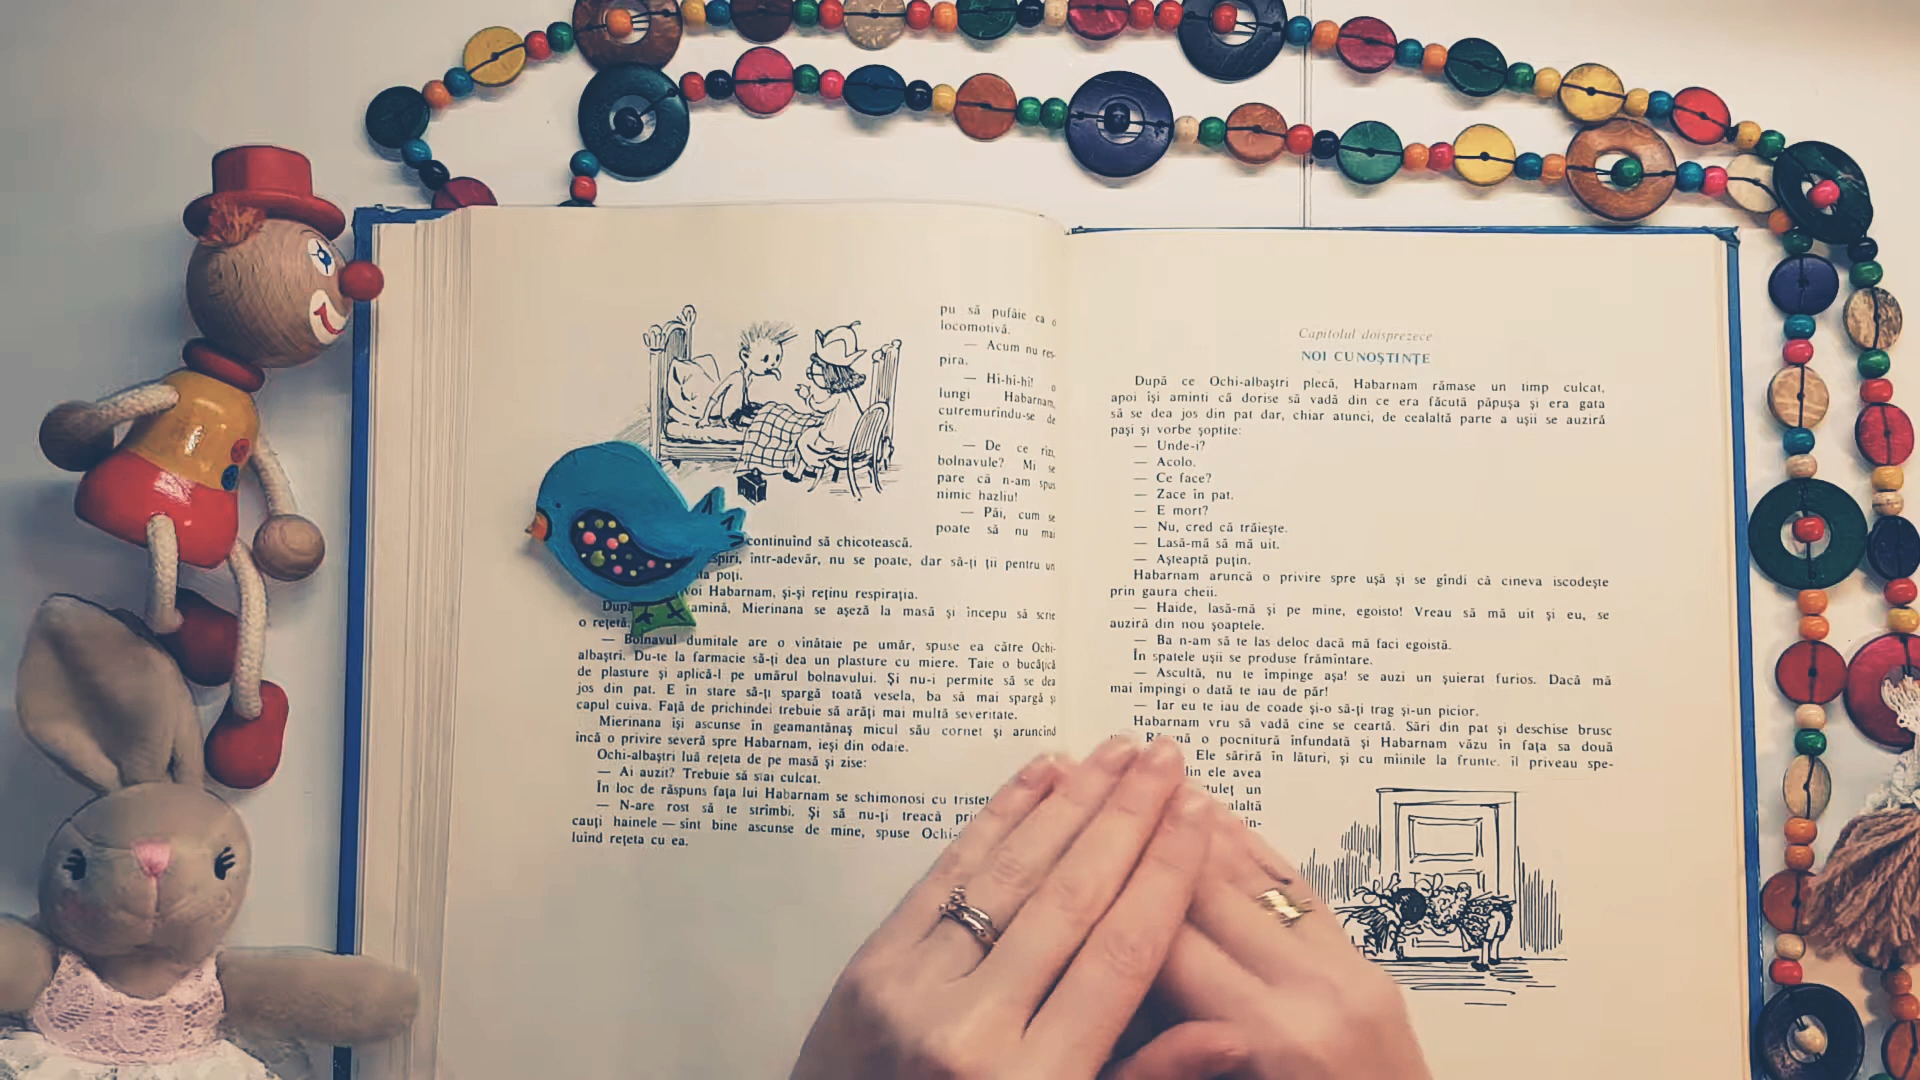 pu să pufăie ca o
locomotivă.
— Acum nu res-
pira.
— Hi-hi-hi! o
lungi Habarnam,
cutremurîndu-se de
rîs.
— De ce rîzi,
bolnavule? Mi se
pare că n-am spus
nimic hazliu!
— Păi, cum se
poate să nu mai
continuînd să chicotească.
într-adevăr, nu se poate, dar să-ți ții pentru un
poți.
Habarnam, și-și reținu respirația.
După Mierinana se așeză la masă și începu să scrie
o rețetă.
— Bolnavul dumitale are o vînătaie pe umăr, spuse ea către Ochi-
albaștri. Du-te la farmacie să-ți dea un plasture cu miere. Taie o bucățică
de plasture și aplică-l pe umărul bolnavului. Și nu-i permite să se dea
jos din pat. E în stare să-ți spargă toată vesela, ba să mai spargă și
capul cuiva. Față de prichindei trebuie să arăți mai multă severitate.
Mierinana își ascunse în geamantănaș micul său cornet și aruncînd
încă o privire severă spre Habarnam, ieși din odaie.
Ochi-albaștri luă rețeta de pe masă și zise:
— Ai auzit? Trebuie să stai culcat.
În loc de răspuns fața lui Habarnam se schimonosi cu
— N-are rost să te strîmbi. Și să nu-ți treacă
cauți hainele — sînt bine ascunse de mine, spuse
luînd rețeta cu ea.
Capitolul doisprezece
NOI CUNOȘTINȚE
După ce Ochi-albaștri plecă, Habarnam rămase un timp culcat,
apoi își aminti că dorise să vadă din ce era făcută păpușa și era gata
să se dea jos din pat dar, chiar atunci, de cealaltă parte a ușii se auziră
pași și vorbe șoptite:
— Unde-i?
— Acolo.
— Ce face?
— Zace în pat.
— E mort?
— Nu, cred că trăiește.
— Lasă-mă să mă uit.
— Așteaptă puțin.
Habarnam aruncă o privire spre ușă și se gîndi că cineva iscodește
prin gaura cheii.
— Haide, lasă-mă și pe mine, egoisto! Vreau să mă uit și eu, se
auziră din nou șoaptele.
— Ba n-am să te las deloc dacă mă faci egoistă.
În spatele ușii se produse frămîntare.
— Ascultă, nu te împinge așa! se auzi un șuierat furios. Dacă mă
mai împingi o dată te iau de păr!
— Iar eu te iau de coade și-o să-ți trag și-un picior.
Habarnam vru să vadă cine se ceartă. Sări din pat și deschise brusc
o pocnitură înfundată și Habarnam văzu în fața sa două
Ele săriră în lături, și cu mîinile la frunte, îl priveau spe-
din ele avea
un